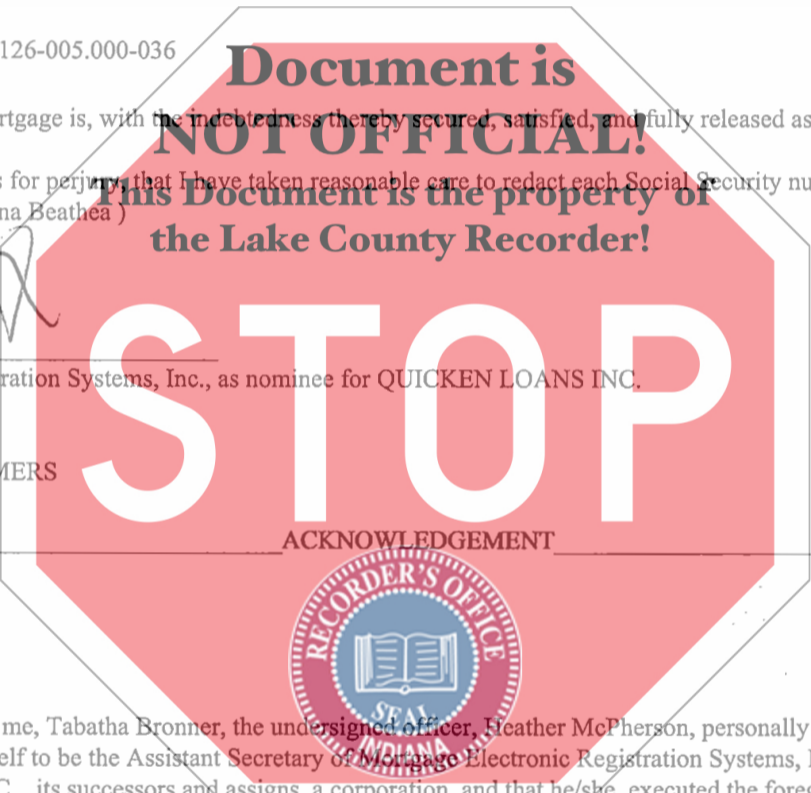 126-005.000-036
Document is
rtgage is, with the indebtedness thereby secured, satisfied, and fully released as
NOT OFFICIAL!
s for perjury, that I have taken reasonable care to redact each Social Security nu
This Document is the property of
na Beathea )
the Lake County Recorder!
STOP
ration Systems, Inc., as nominee for QUICKEN LOANS INC.
MERS
ACKNOWLEDGEMENT
RECORDER'S OFFICE
SEAL
INDIANA
me, Tabatha Bronner, the undersigned officer, Heather McPherson, personally
elf to be the Assistant Secretary of Mortgage Electronic Registration Systems, I
C., its successors and assigns, a corporation, and that he/she, executed the fore